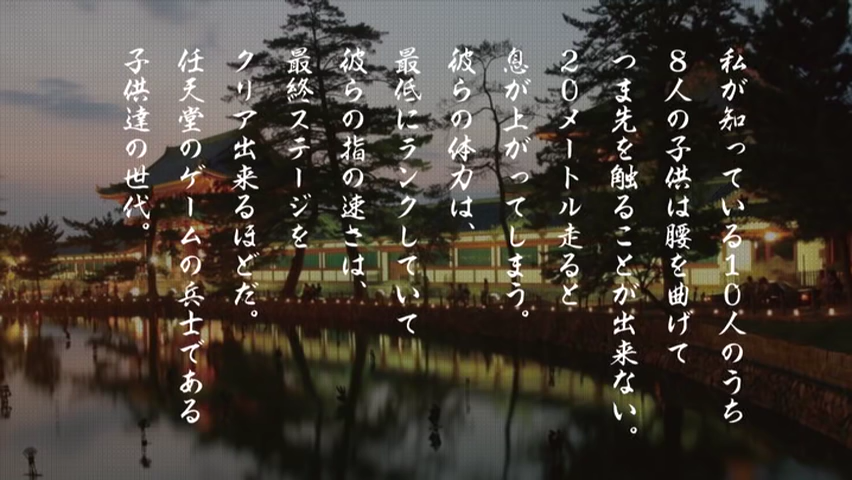 私が知っている10人のうち
8人の子供は腰を曲げて
つま先を触ることが出来ない。
20メートル走ると
息が上がってしまう。
彼らの体力は、
最低にランクしていて
彼らの指の速さは、
最終ステージを
クリア出来るほどだ。
任天堂のゲームの兵士である
子供達の世代。